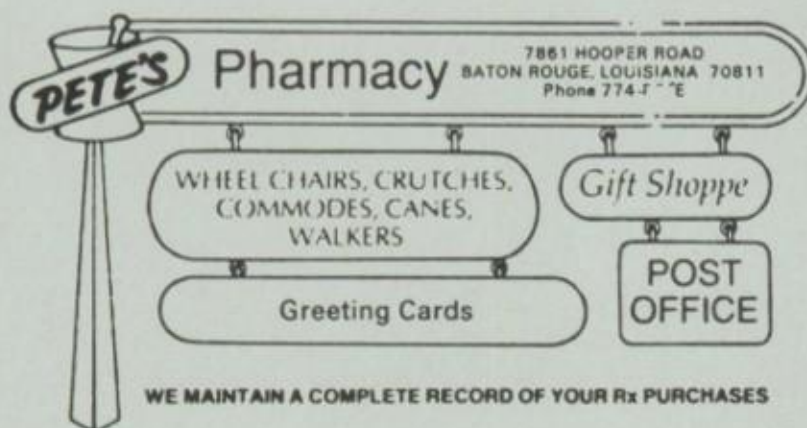 PETE'S
Pharmacy
7861 HOOPER ROAD
BATON ROUGE, LOUISIANA 70811
Phone
WHEEL CHAIRS, CRUTCHES,
COMMODES, CANES,
WALKERS
Gift Shoppe
Greeting Cards
POST
OFFICE
WE MAINTAIN A COMPLETE RECORD OF YOUR Rx PURCHASES